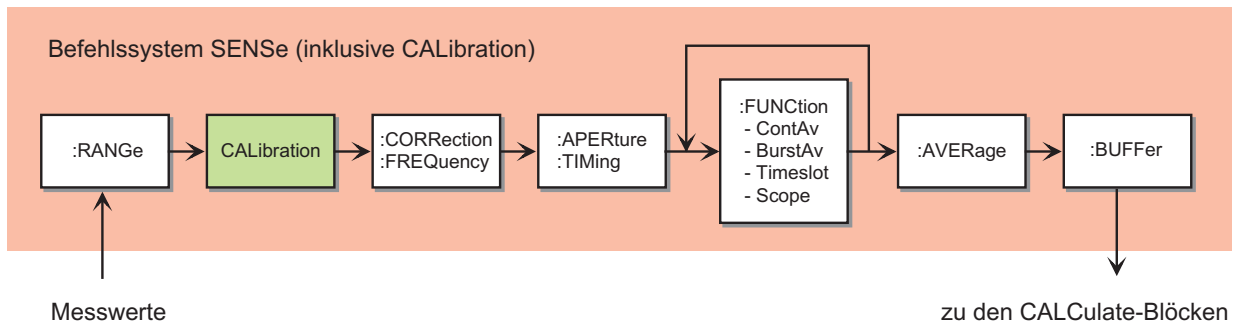 Befehlssystem SENSe (inklusive CALibration)
:RANGe
CALibration
:CORRection
:FREQuency
:APERture
:TIMing
:FUNCtion
- ContAv
- BurstAv
- Timeslot
- Scope
:AVERage
:BUFFer
Messwerte
zu den CALCulate-Blöcken